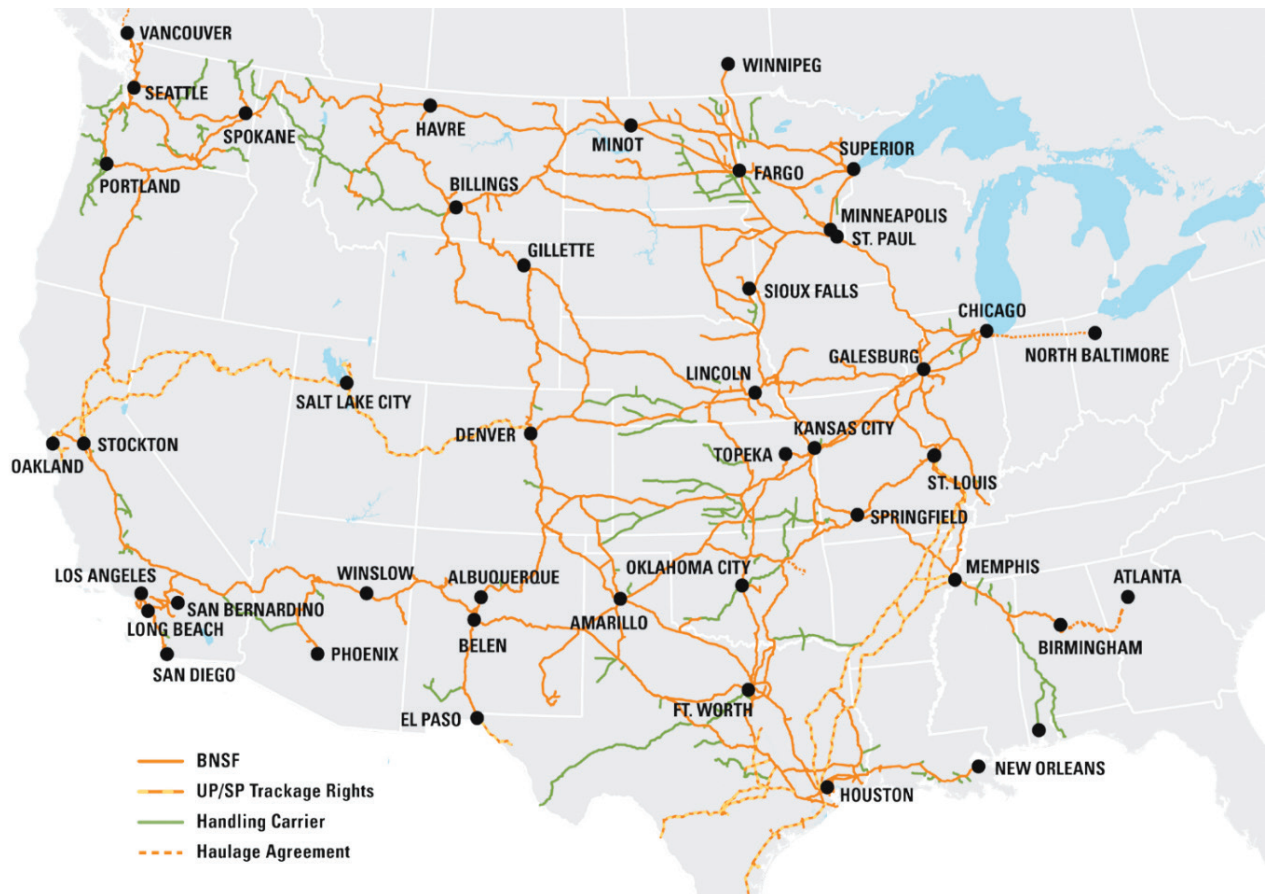 VANCOUVER
WINNIPEG
SEATTLE
SPOKANE
HAVRE
MINOT
SUPERIOR
PORTLAND
FARGO
BILLINGS
MINNEAPOLIS
ST. PAUL
GILLETTE
SIOUX FALLS
CHICAGO
NORTH BALTIMORE
GALESBURG
LINCOLN
SALT LAKE CITY
DENVER
KANSAS CITY
TOPEKA
OAKLAND
STOCKTON
ST. LOUIS
SPRINGFIELD
LOS ANGELES
WINSLOW
ALBUQUERQUE
OKLAHOMA CITY
MEMPHIS
ATLANTA
SAN BERNARDINO
LONG BEACH
AMARILLO
BELEN
BIRMINGHAM
PHOENIX
SAN DIEGO
EL PASO
FT. WORTH
NEW ORLEANS
HOUSTON
BNSF
UP/SP Trackage Rights
Handling Carrier
Haulage Agreement